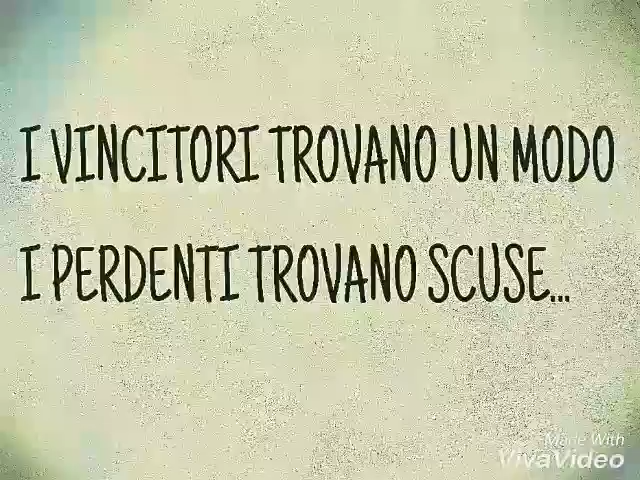 I VINCITORI TROVANO UN MODO
I PERDENTI TROVANO SCUSE...
Made With
VivaVideo